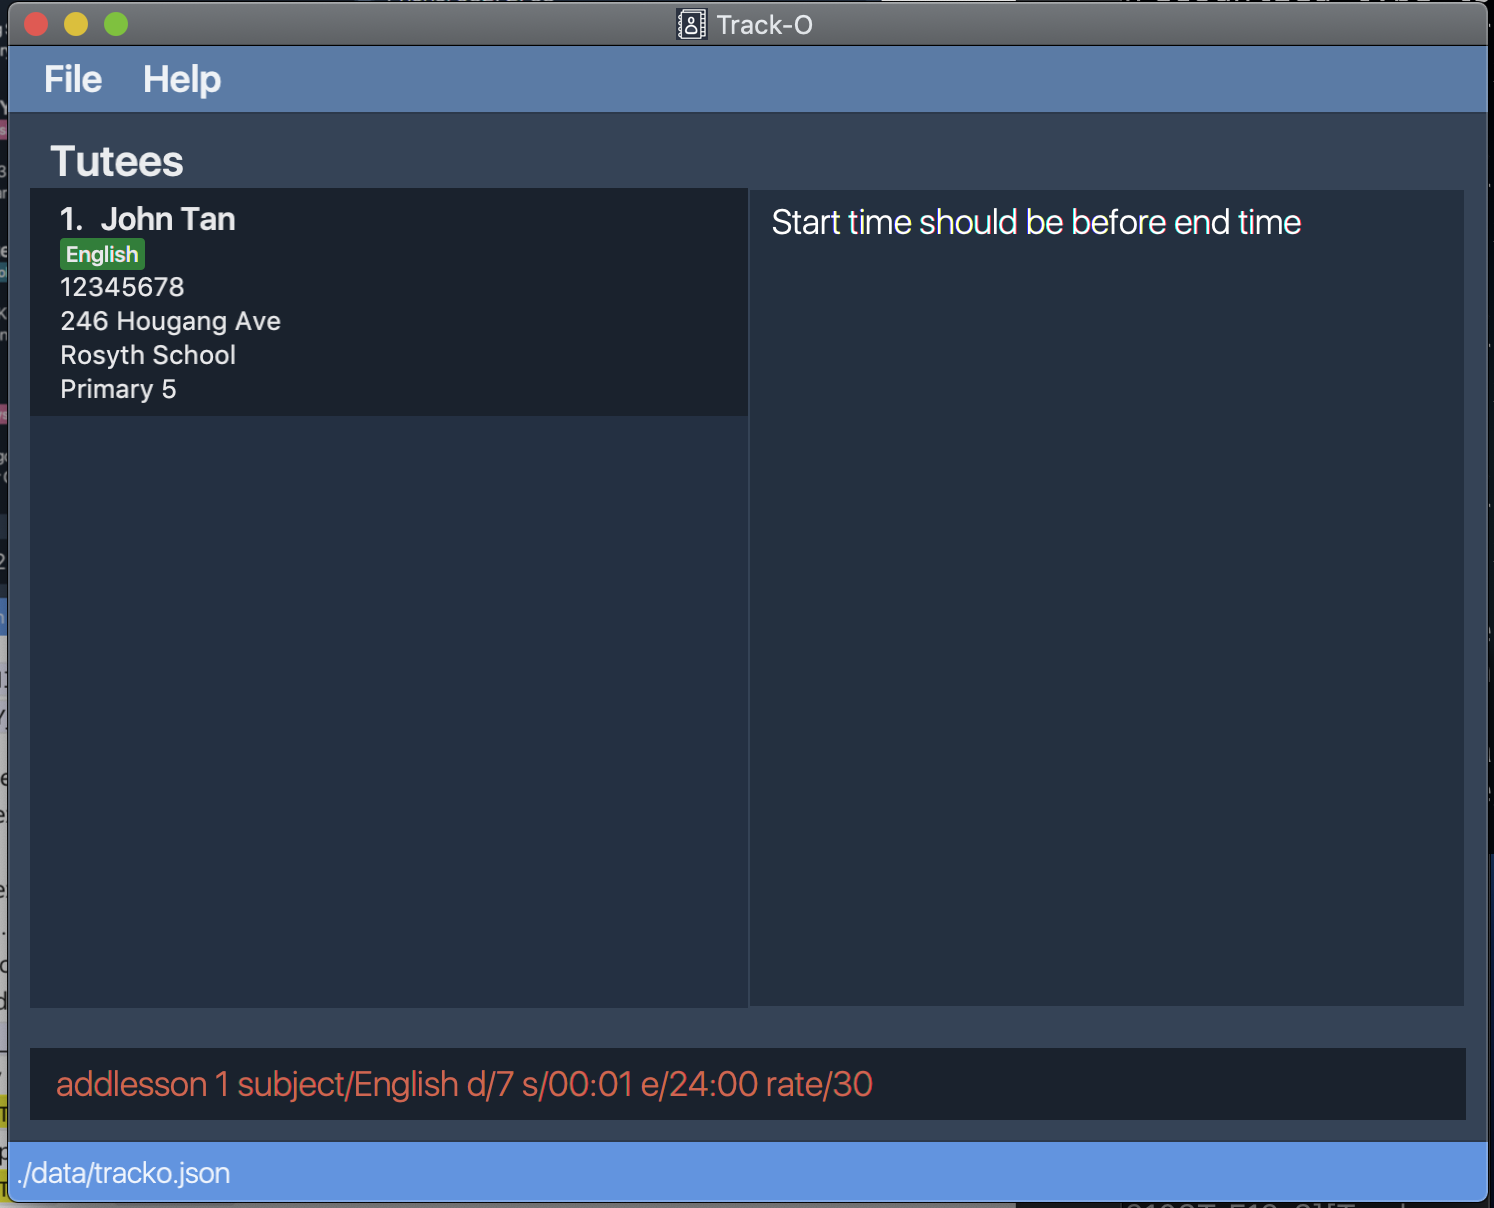 Track-O
File Help
Tutees
1. John Tan
English
12345678
246 Hougang Ave
Rosyth School
Primary 5
Start time should be before end time
addlesson 1 subject/English d/7 s/00:01 e/24:00 rate/30
./data/tracko.json